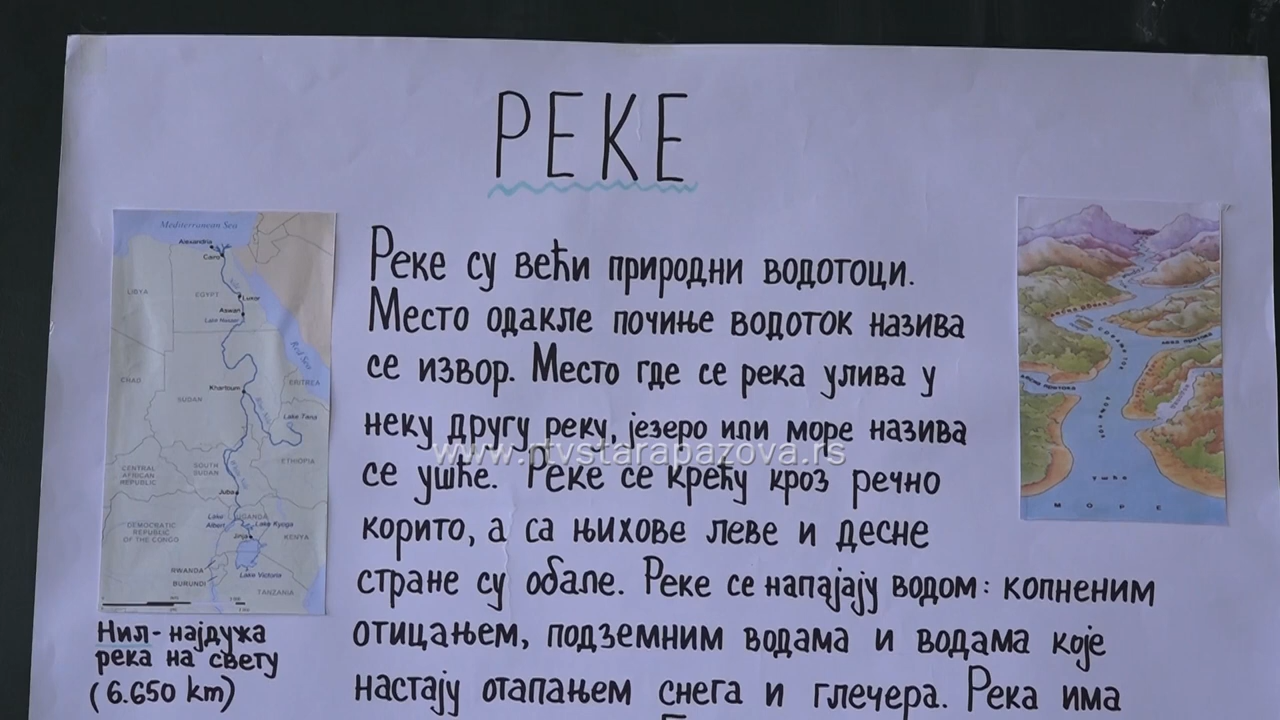 РЕКЕ
Реке су већи природни водотоци.
Место одакле почиње водоток назива
се извор. Место где се река улива у
неку другу реку, језеро или море назива
се ушће. Реке се крећу кроз речно
корито, а са њихове леве и десне
стране су обале. Реке се напајају водом: копненим
отицањем, подземним водама и водама које
настају отапањем снега и глечера. Река има
www.rtvstarapazova.rs
Mediterranean Sea
Alexandria
Cairo
LIBYA
EGYPT
Luxor
Aswan
Lake Nasser
Red Sea
CHAD
SUDAN
Khartoum
ERITREA
Lake Tana
ETHIOPIA
CENTRAL
AFRICAN
REPUBLIC
SOUTH
SUDAN
Juba
Lake
Albert
UGANDA
Lake Kyoga
DEMOCRATIC
REPUBLIC
OF THE CONGO
Jinja
KENYA
RWANDA
BURUNDI
Lake Victoria
TANZANIA
Нил - најдужа
река на свету
(6.650 km)
ушће
М О Р Е